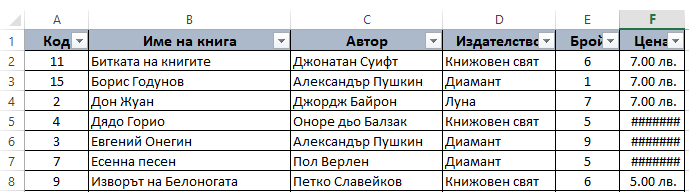 A B C D E F
1 Код Име на книга Автор Издателство Брой Цена
2 11 Битката на книгите Джонатан Суифт Книжовен свят 6 7.00 лв.
3 15 Борис Годунов Александър Пушкин Диамант 1 7.00 лв.
4 2 Дон Жуан Джордж Байрон Луна 7 7.00 лв.
5 4 Дядо Горио Оноре дьо Балзак Книжовен свят 5 #######
6 3 Евгений Онегин Александър Пушкин Диамант 9 #######
7 7 Есенна песен Пол Верлен Диамант 5 #######
8 9 Изворът на Белоногата Петко Славейков Книжовен свят 6 5.00 лв.